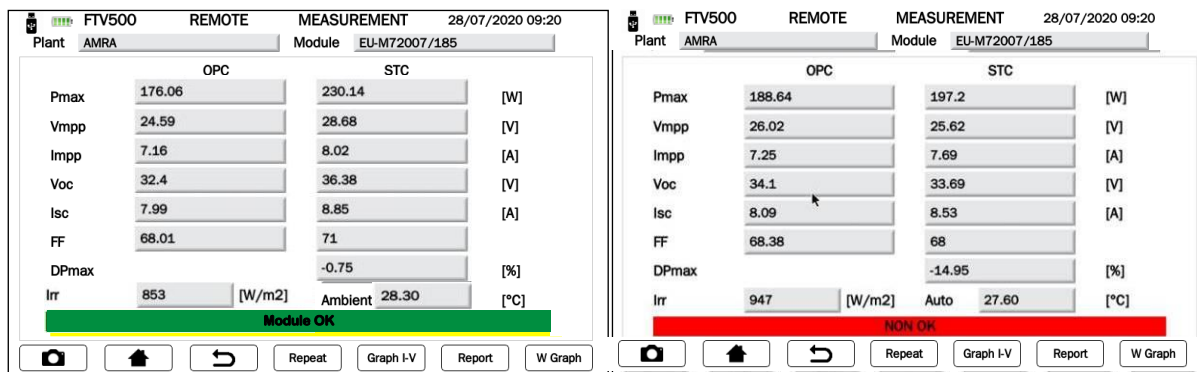 FTV500 REMOTE MEASUREMENT 28/07/2020 09:20
Plant AMRA Module EU-M72007/185
OPC STC
Pmax 176.06 230.14 [W]
Vmpp 24.59 28.68 [V]
Impp 7.16 8.02 [A]
Voc 32.4 36.38 [V]
Isc 7.99 8.85 [A]
FF 68.01 71
DPmax -0.75 [%]
Irr 853 [W/m2] Ambient 28.30 [°C]
Module OK
Repeat Graph I-V Report W Graph
FTV500 REMOTE MEASUREMENT 28/07/2020 09:20
Plant AMRA Module EU-M72007/185
OPC STC
Pmax 188.64 197.2 [W]
Vmpp 26.02 25.62 [V]
Impp 7.25 7.69 [A]
Voc 34.1 33.69 [V]
Isc 8.09 8.53 [A]
FF 68.38 68
DPmax -14.95 [%]
Irr 947 [W/m2] Auto 27.60 [°C]
NON OK
Repeat Graph I-V Report W Graph